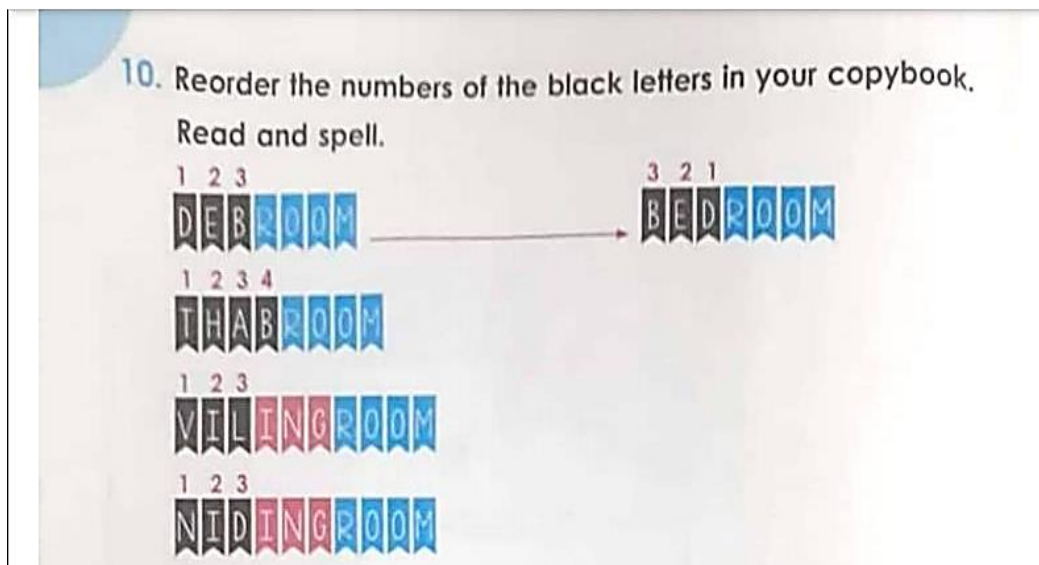 10. Reorder the numbers of the black letters in your copybook.
Read and spell.
1 2 3
3 2 1
DEBROOM
BEDROOM
1 2 3 4
THABROOM
1 2 3
VILINGROOM
1 2 3
NIDINGROOM